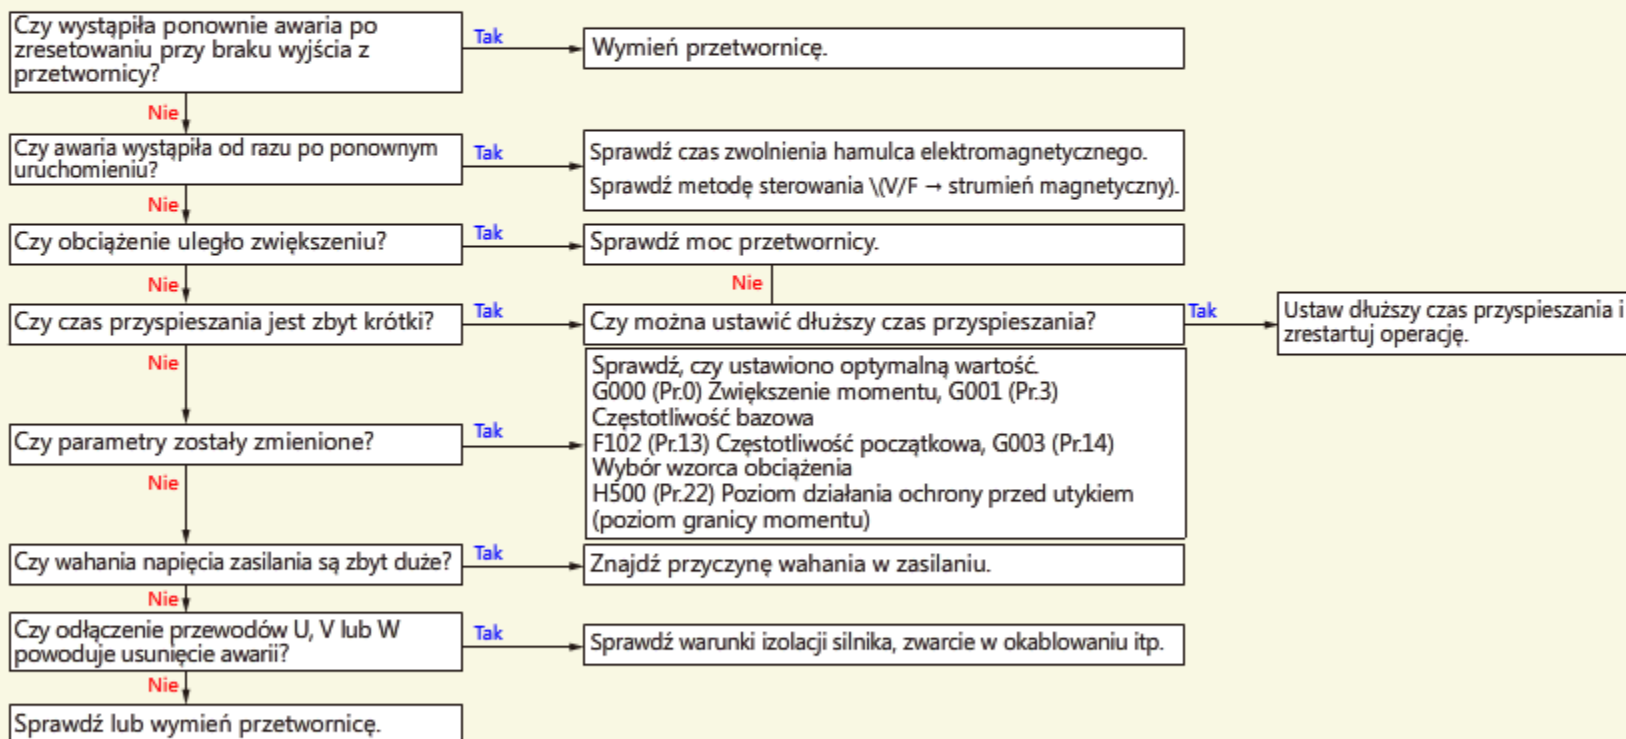 Czy wystąpiła ponownie awaria po
zresetowaniu przy braku wyjścia z
przetwornicy?
Tak
Wymień przetwornicę.
Nie
Czy awaria wystąpiła od razu po ponownym
uruchomieniu?
Tak
Sprawdź czas zwolnienia hamulca elektromagnetycznego.
Sprawdź metodę sterowania \(V/F → strumień magnetyczny).
Nie
Czy obciążenie uległo zwiększeniu?
Tak
Sprawdź moc przetwornicy.
Nie
Nie
Czy czas przyspieszania jest zbyt krótki?
Tak
Czy można ustawić dłuższy czas przyspieszania?
Tak
Ustaw dłuższy czas przyspieszania i
zrestartuj operację.
Nie
Czy parametry zostały zmienione?
Tak
Sprawdź, czy ustawiono optymalną wartość.
G000 (Pr.0) Zwiększenie momentu, G001 (Pr.3)
Częstotliwość bazowa
F102 (Pr.13) Częstotliwość początkowa, G003 (Pr.14)
Wybór wzorca obciążenia
H500 (Pr.22) Poziom działania ochrony przed utykiem
(poziom granicy momentu)
Nie
Czy wahania napięcia zasilania są zbyt duże?
Tak
Znajdź przyczynę wahania w zasilaniu.
Nie
Czy odłączenie przewodów U, V lub W
powoduje usunięcie awarii?
Tak
Sprawdź warunki izolacji silnika, zwarcie w okablowaniu itp.
Nie
Sprawdź lub wymień przetwornicę.